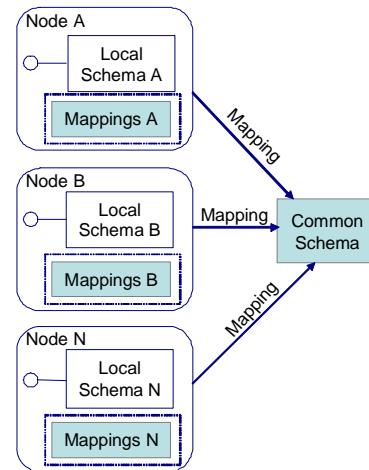 Node A
Local
Schema A
Mappings A
Mapping
Node B
Local
Schema B
Mappings B
Mapping
Common
Schema
Node N
Local
Schema N
Mappings N
Mapping